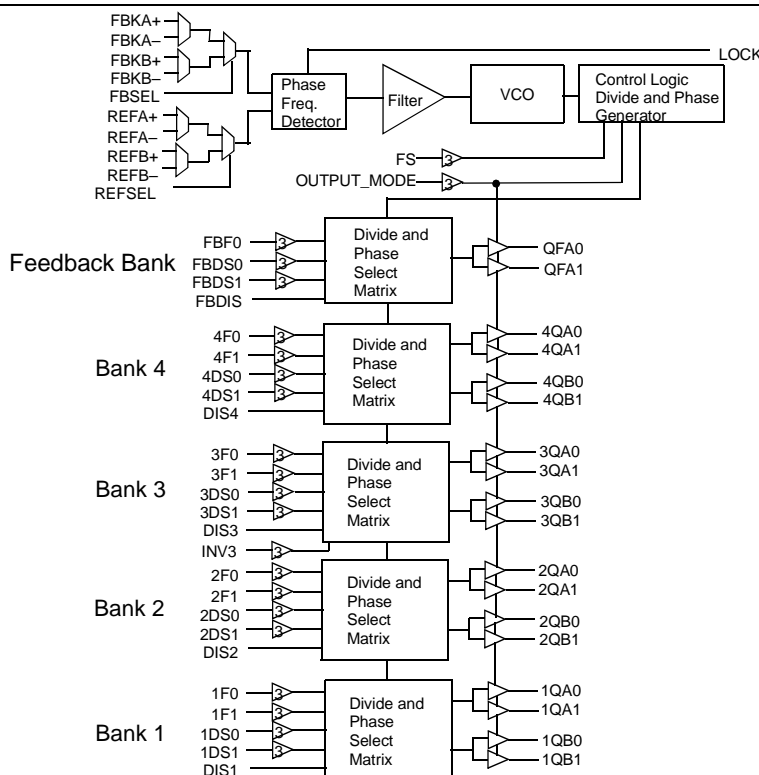 FBKA+
FBKA–
FBKB+
FBKB–
FBSEL
REFA+
REFA–
REFB+
REFB–
REFSEL
Phase
Freq.
Detector
Filter
VCO
Control Logic
Divide and Phase
Generator
LOCK
FS
3
OUTPUT_MODE
3
Feedback Bank
FBF0
3
FBDS0
3
FBDS1
3
FBDIS
Divide and
Phase
Select
Matrix
QFA0
QFA1
Bank 4
4F0
3
4F1
3
4DS0
3
4DS1
3
DIS4
Divide and
Phase
Select
Matrix
4QA0
4QA1
4QB0
4QB1
Bank 3
3F0
3
3F1
3
3DS0
3
3DS1
3
DIS3
INV3
3
Divide and
Phase
Select
Matrix
3QA0
3QA1
3QB0
3QB1
Bank 2
2F0
3
2F1
3
2DS0
3
2DS1
3
DIS2
Divide and
Phase
Select
Matrix
2QA0
2QA1
2QB0
2QB1
Bank 1
1F0
3
1F1
3
1DS0
3
1DS1
3
DIS1
Divide and
Phase
Select
Matrix
1QA0
1QA1
1QB0
1QB1